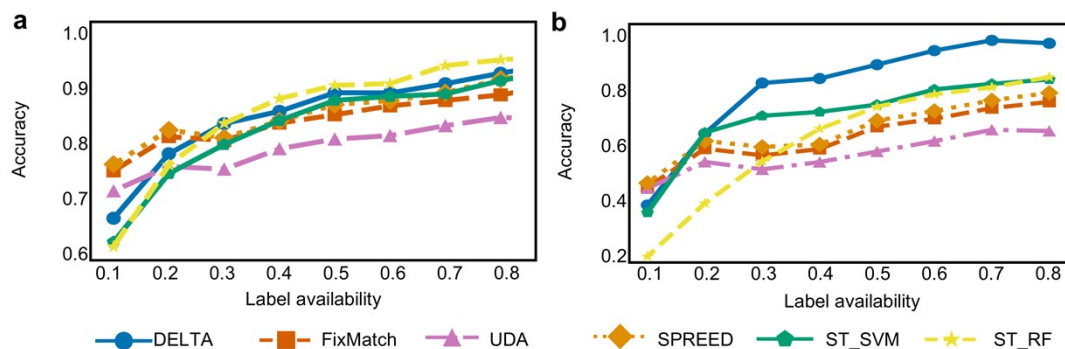 a
1.0
0.9
0.8
0.7
0.6
Accuracy
0.1 0.2 0.3 0.4 0.5 0.6 0.7 0.8
Label availability
b
1.0
0.8
0.6
0.4
0.2
Accuracy
0.1 0.2 0.3 0.4 0.5 0.6 0.7 0.8
Label availability
DELTA FixMatch UDA SPREED ST_SVM ST_RF